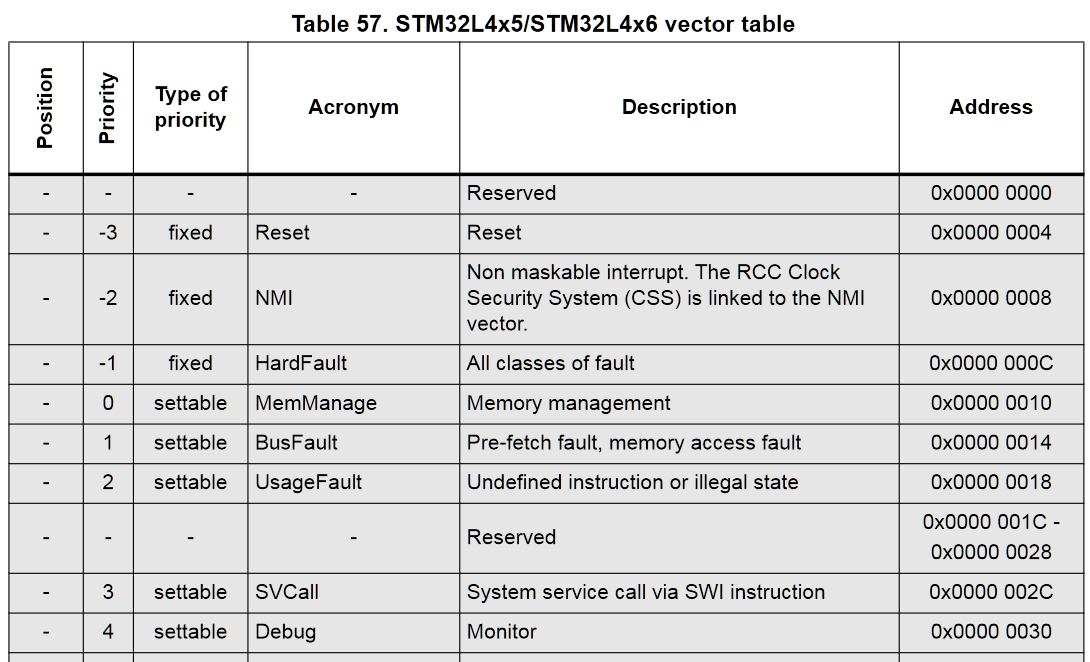 Table 57. STM32L4x5/STM32L4x6 vector table
Position Priority Type of priority Acronym Description Address
- - - - Reserved 0x0000 0000
- -3 fixed Reset Reset 0x0000 0004
- -2 fixed NMI Non maskable interrupt. The RCC Clock
Security System (CSS) is linked to the NMI
vector. 0x0000 0008
- -1 fixed HardFault All classes of fault 0x0000 000C
- 0 settable MemManage Memory management 0x0000 0010
- 1 settable BusFault Pre-fetch fault, memory access fault 0x0000 0014
- 2 settable UsageFault Undefined instruction or illegal state 0x0000 0018
- - - - Reserved 0x0000 001C -
0x0000 0028
- 3 settable SVCall System service call via SWI instruction 0x0000 002C
- 4 settable Debug Monitor 0x0000 0030